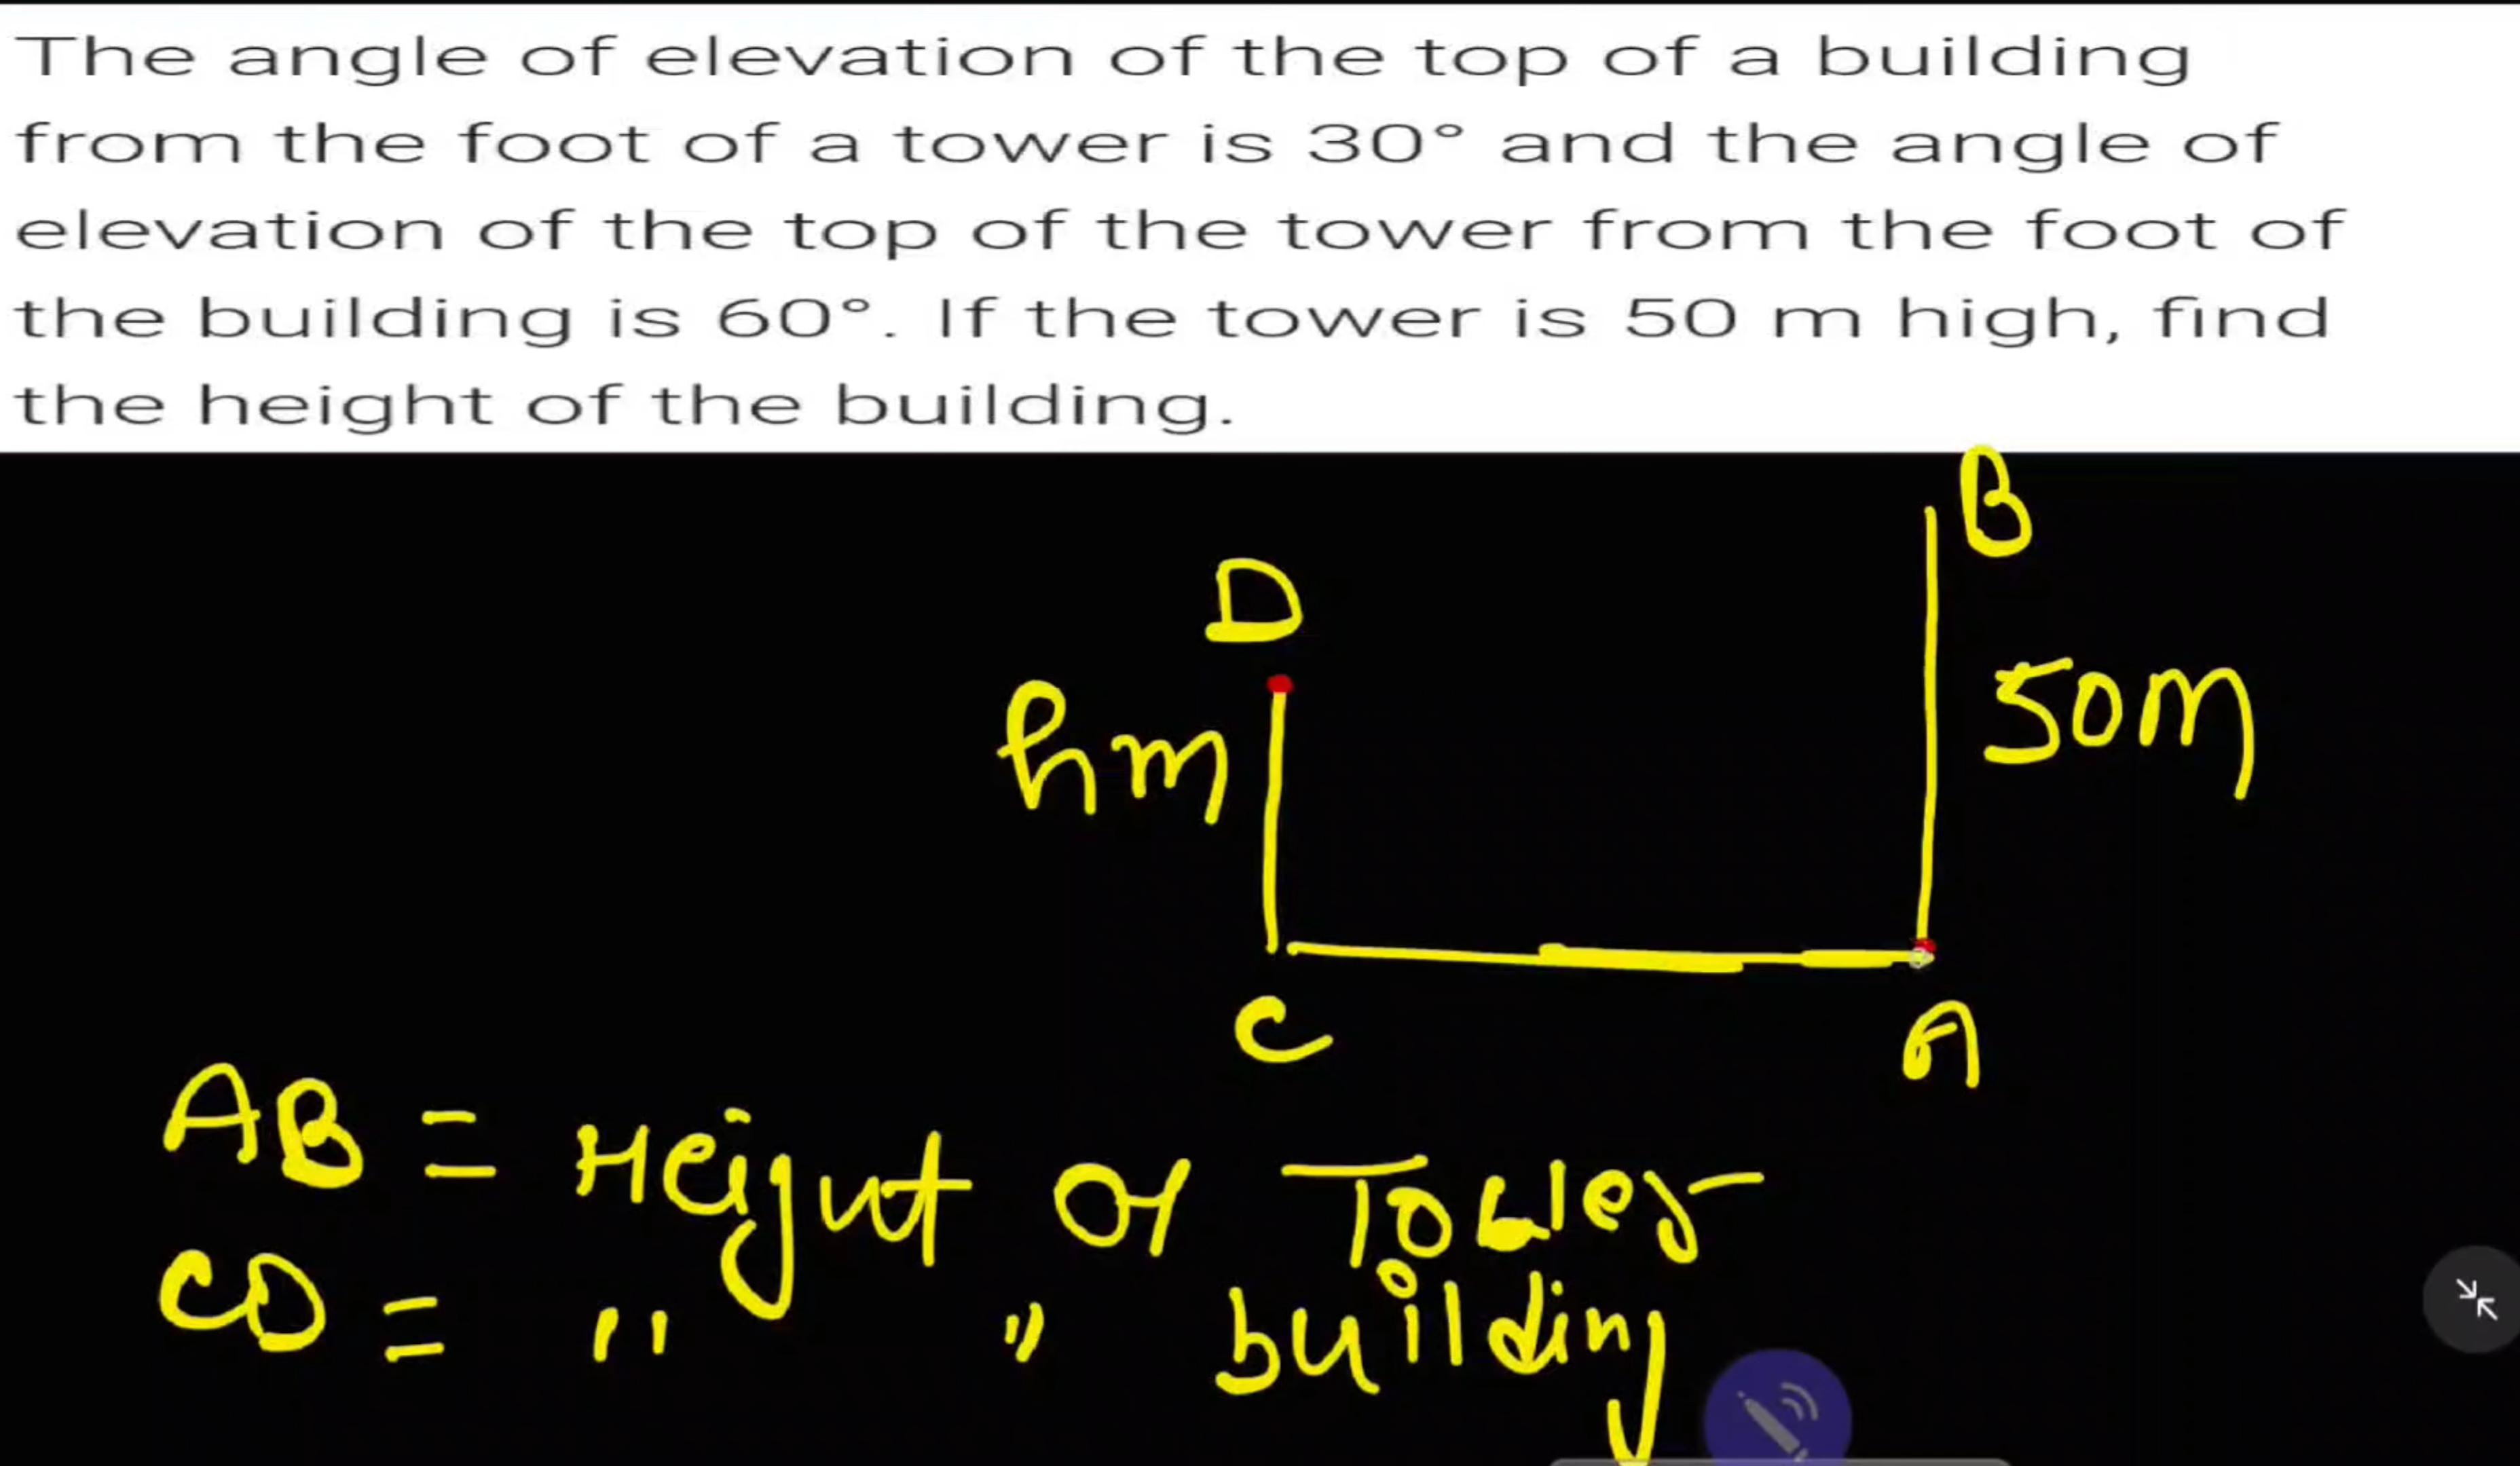 The angle of elevation of the top of a building
from the foot of a tower is 30° and the angle of
elevation of the top of the tower from the foot of
the building is 60°. If the tower is 50 m high, find
the height of the building.
B
D
hm
50m
C
A
AB = Height of Tower
CD = " " building